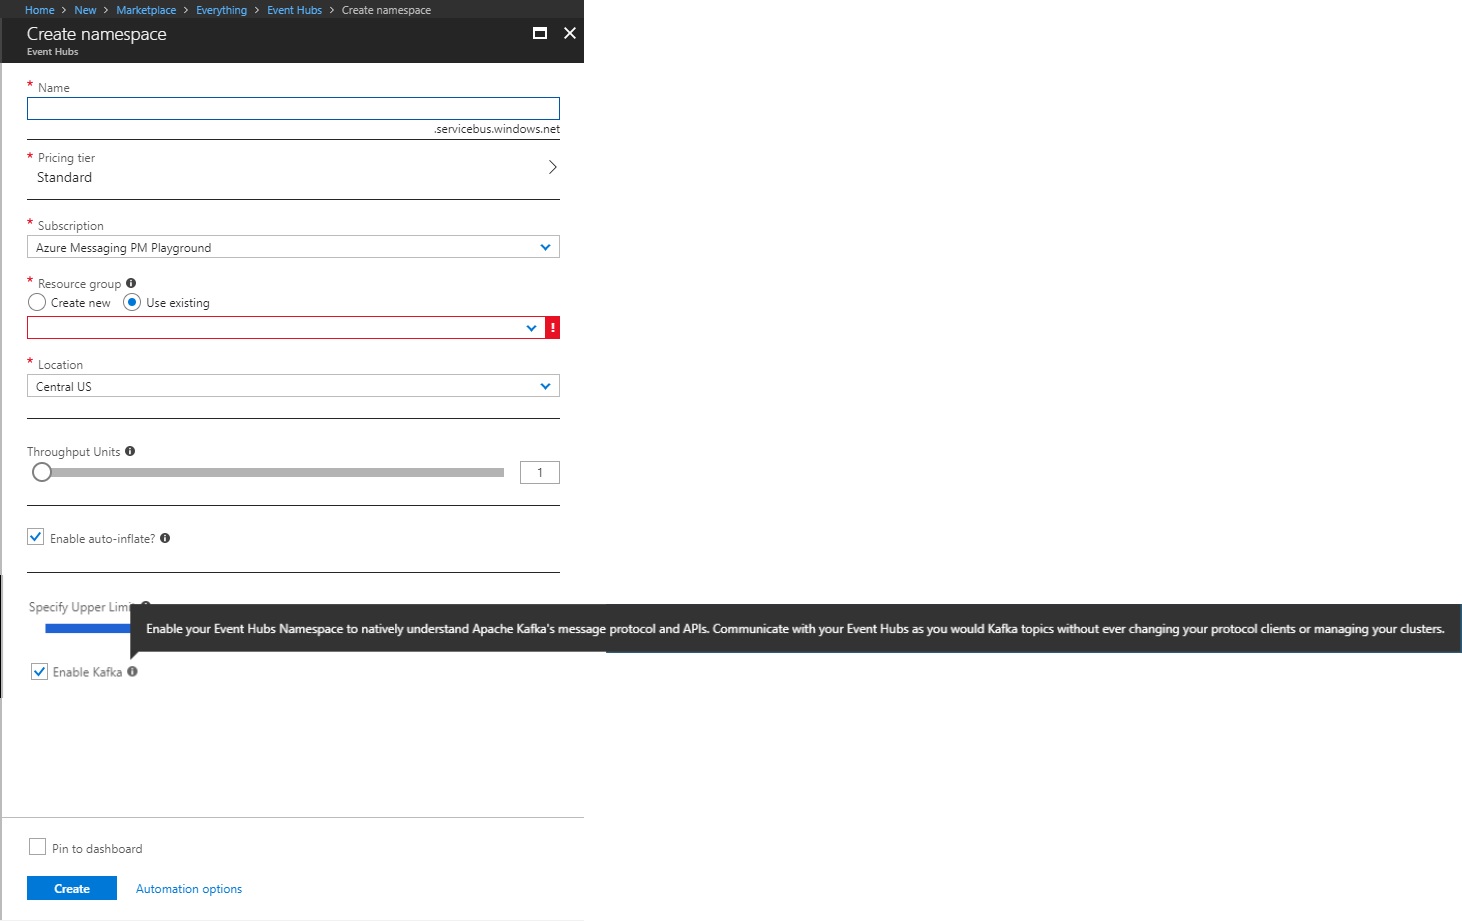 Home > New > Marketplace > Everything > Event Hubs > Create namespace
Create namespace
Event Hubs
* Name
.servicebus.windows.net
* Pricing tier
Standard
* Subscription
Azure Messaging PM Playground
* Resource group
Create new Use existing
!
* Location
Central US
Throughput Units
1
Enable auto-inflate?
Specify Upper
Enable your Event Hubs Namespace to natively understand Apache Kafka's message protocol and APIs. Communicate with your Event Hubs as you would Kafka topics without ever changing your protocol clients or managing your clusters.
Enable Kafka
Pin to dashboard
Create Automation options